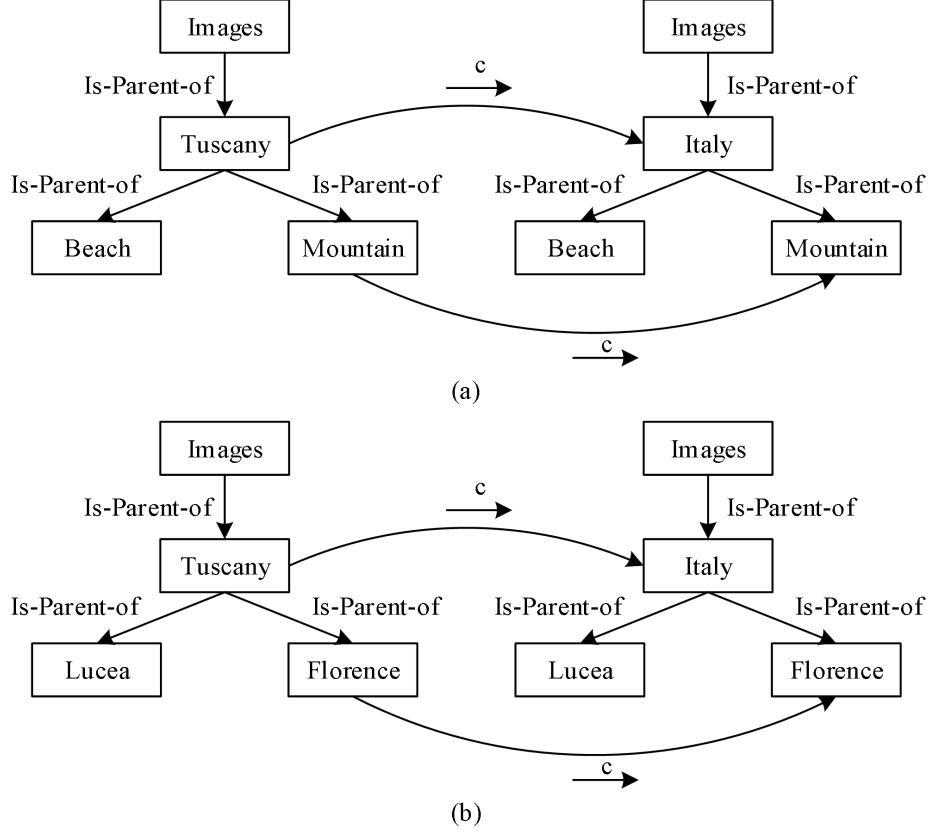 Images Images
Is-Parent-of c Is-Parent-of
Tuscany Italy
Is-Parent-of Is-Parent-of Is-Parent-of Is-Parent-of
Beach Mountain Beach Mountain
c
(a)
Images Images
Is-Parent-of c Is-Parent-of
Tuscany Italy
Is-Parent-of Is-Parent-of Is-Parent-of Is-Parent-of
Lucea Florence Lucea Florence
c
(b)